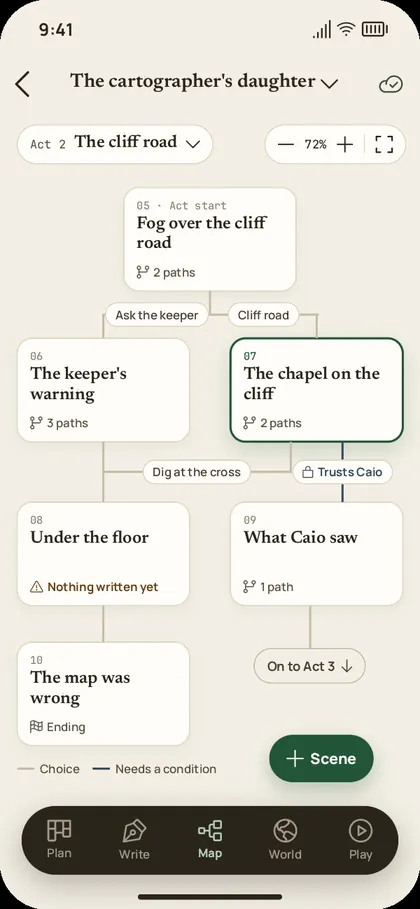 9:41
The cartographer's daughter
Act 2 The cliff road
72%
05 · Act start
Fog over the cliff
road
2 paths
Ask the keeper
Cliff road
06
The keeper's
warning
3 paths
07
The chapel on the
cliff
2 paths
Dig at the cross
Trusts Caio
08
Under the floor
Nothing written yet
09
What Caio saw
1 path
10
The map was
wrong
Ending
On to Act 3
Choice
Needs a condition
Scene
Plan
Write
Map
World
Play